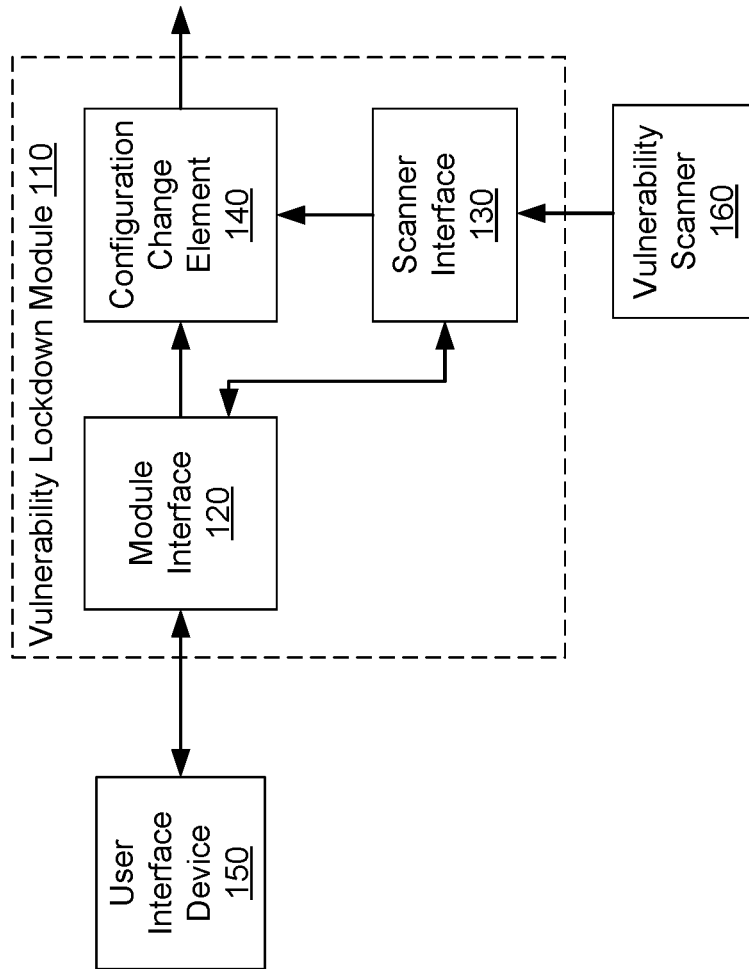 Vulnerability Lockdown Module 110
User
Interface
Device
150
Module
Interface
120
Configuration
Change
Element
140
Scanner
Interface
130
Vulnerability
Scanner
160